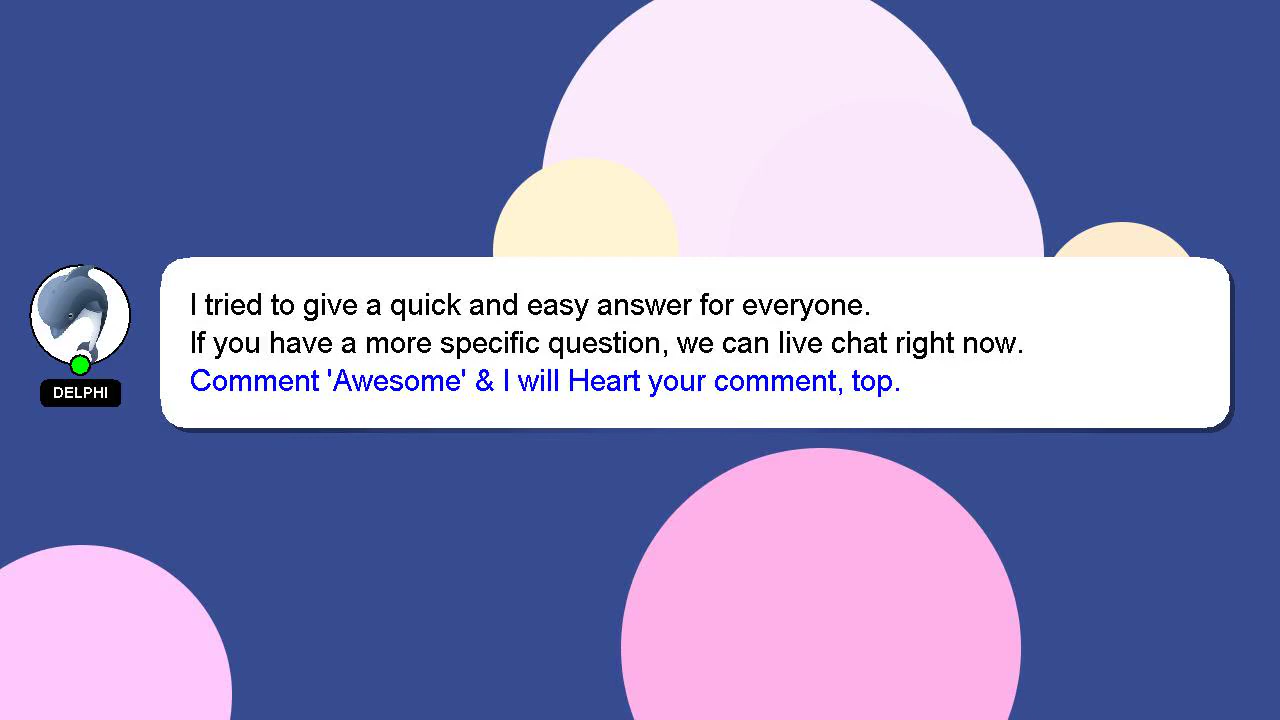 I tried to give a quick and easy answer for everyone.
If you have a more specific question, we can live chat right now.
Comment 'Awesome' & I will Heart your comment, top.
DELPHI